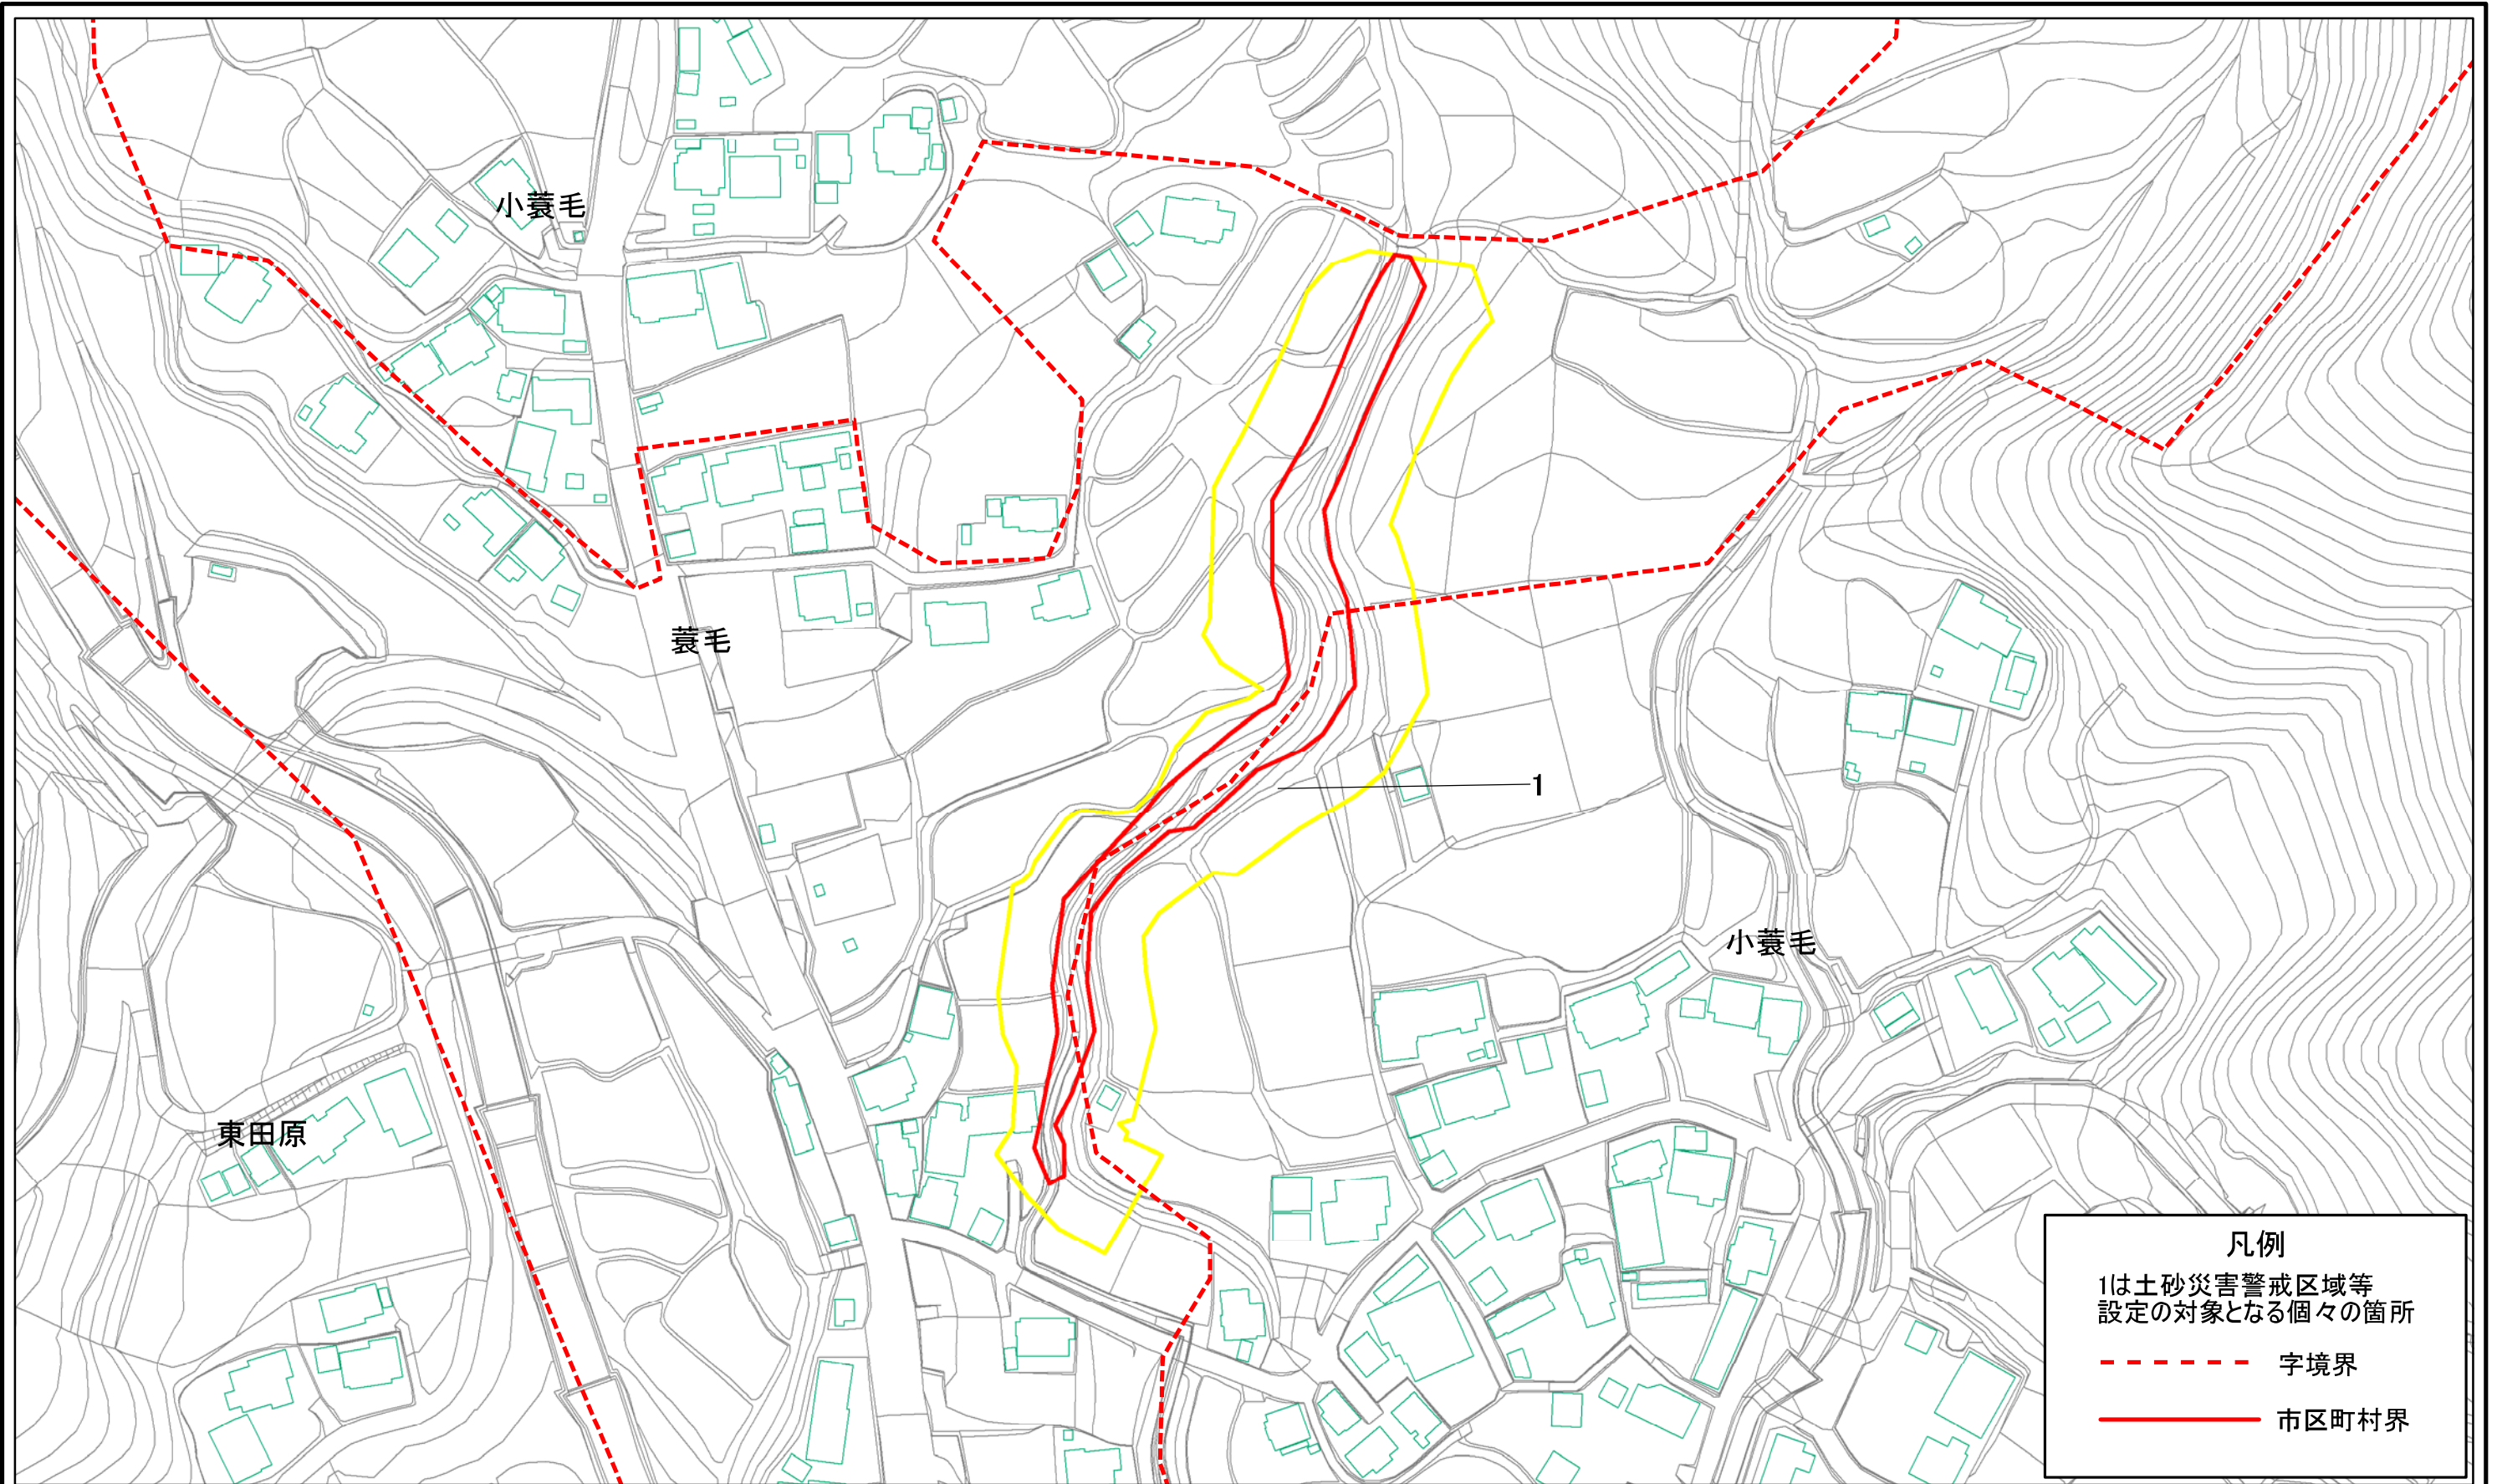 小蓑毛
蓑毛
1
小蓑毛
東田原
凡例
1は土砂災害警戒区域等
設定の対象となる個々の箇所
字境界
市区町村界